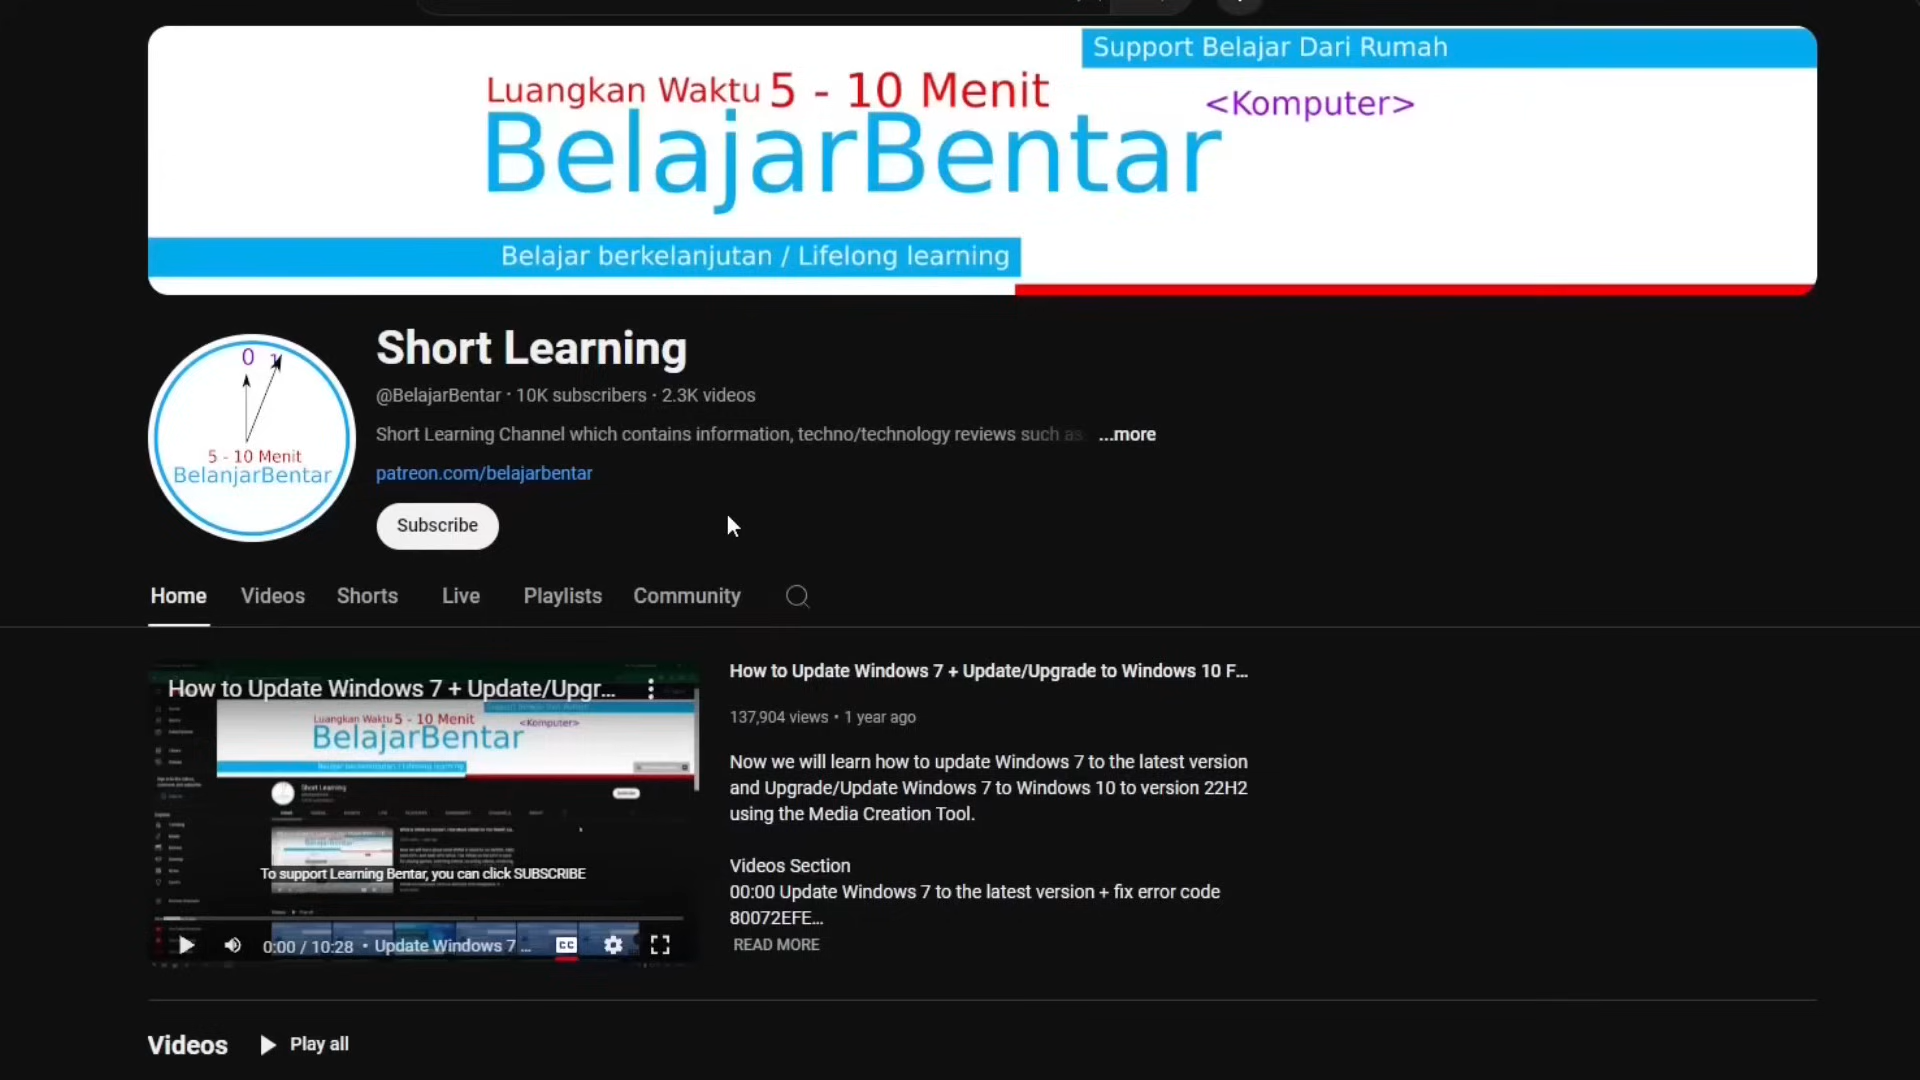 Support Belajar Dari Rumah
Luangkan Waktu 5 - 10 Menit
<Komputer>
BelajarBentar
Belajar berkelanjutan / Lifelong learning
0 1
5 - 10 Menit
BelanjarBentar
Short Learning
@BelajarBentar · 10K subscribers · 2.3K videos
Short Learning Channel which contains information, techno/technology reviews such as ...more
patreon.com/belajarbentar
Subscribe
Home Videos Shorts Live Playlists Community
How to Update Windows 7 + Update/Upgr...
Luangkan Waktu 5 - 10 Menit
<Komputer>
BelajarBentar
Short Learning
To support Learning Bentar, you can click SUBSCRIBE
0:00 / 10:28 • Update Windows 7 ... CC
How to Update Windows 7 + Update/Upgrade to Windows 10 F...
137,904 views • 1 year ago
Now we will learn how to update Windows 7 to the latest version
and Upgrade/Update Windows 7 to Windows 10 to version 22H2
using the Media Creation Tool.
Videos Section
00:00 Update Windows 7 to the latest version + fix error code
80072EFE...
READ MORE
Videos Play all